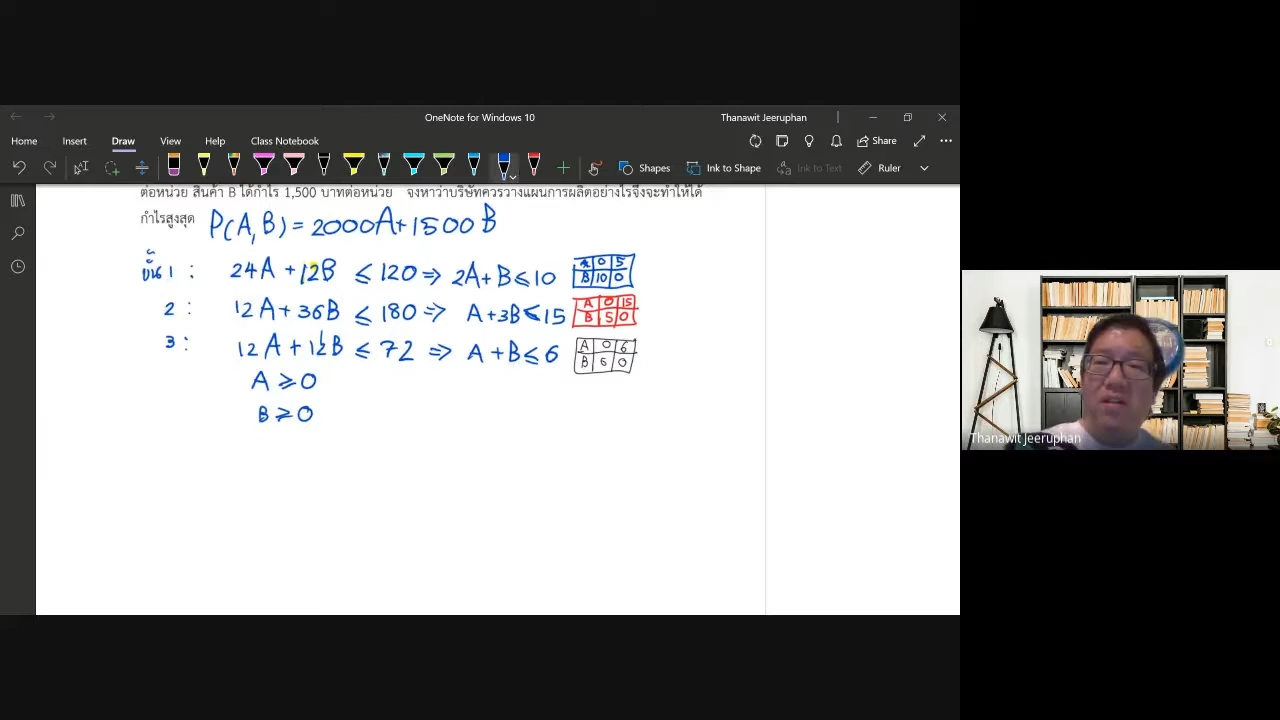 OneNote for Windows 10
Thanawit Jeeruphan
Home Insert Draw View Help Class Notebook
Share
Shapes Ink to Shape Ink to Text Ruler
ต่อหน่วย สินค้า B ได้กำไร 1,500 บาทต่อหน่วย จงหาว่าบริษัทควรวางแผนการผลิตอย่างไรจึงจะทำให้ได้
กำไรสูงสุด P(A,B) = 2000A+1500B
ขั้น 1 : 24A + 12B ≤ 120 ⇒ 2A+B ≤ 10
A 0 5
B 10 0
2 : 12A + 36B ≤ 180 ⇒ A+3B ≤ 15
A 0 15
B 5 0
3 : 12A + 12B ≤ 72 ⇒ A+B ≤ 6
A 0 6
B 6 0
A ≥ 0
B ≥ 0
Thanawit Jeeruphan